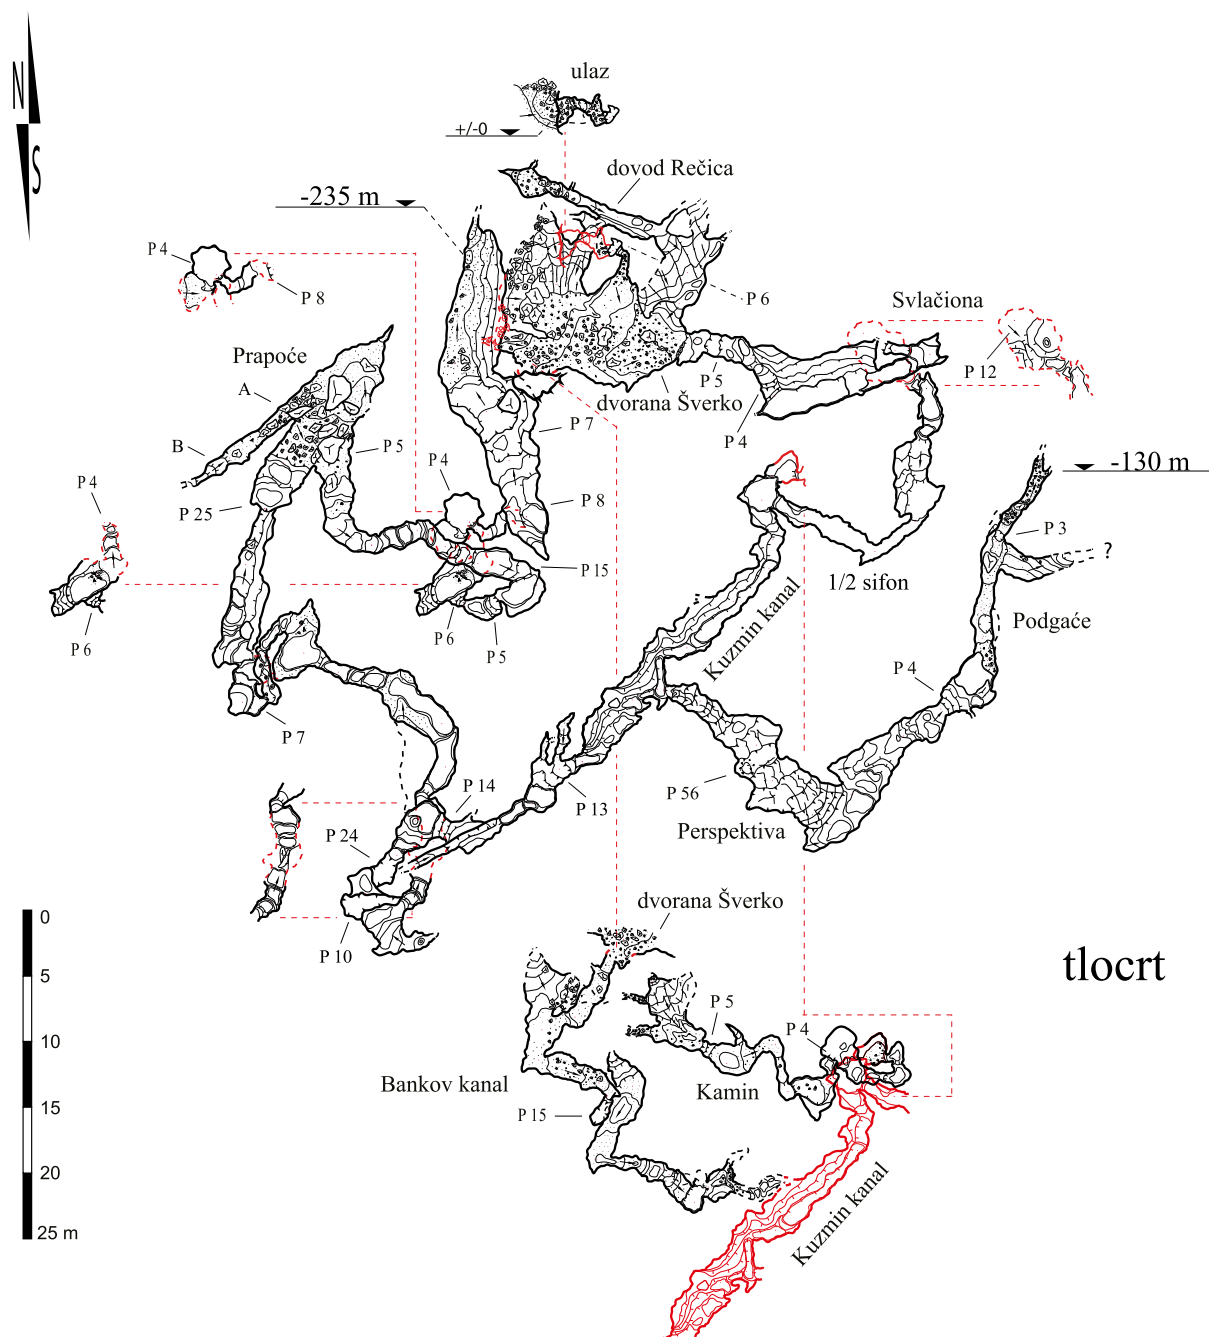 N
S
ulaz
+/-0
dovod Rečica
-235 m
P 4
P 8
P 6
Svlačiona
Prapoće
P 12
A
P 5
dvorana Šverko
P 7
B
P 5
P 4
P 4
-130 m
P 4
P 25
P 8
P 3
?
P 15
1/2 sifon
Kuzmin kanal
Podgaće
P 6
P 6
P 5
P 4
P 7
P 14
P 13
P 56
P 24
Perspektiva
P 10
dvorana Šverko
0
5
10
15
20
25 m
tlocrt
P 5
P 4
Bankov kanal
Kamin
P 15
Kuzmin kanal